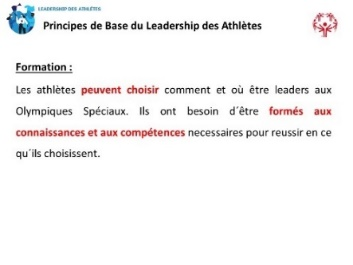 LEADERSHIP DES ATHLÈTES
Principes de Base du Leadership des Athlètes
Formation :
Les athlètes peuvent choisir comment et où être leaders aux
Olympiques Spéciaux. Ils ont besoin d´être formés aux
connaissances et aux compétences necessaires pour reussir en ce
qu´ils choisissent.